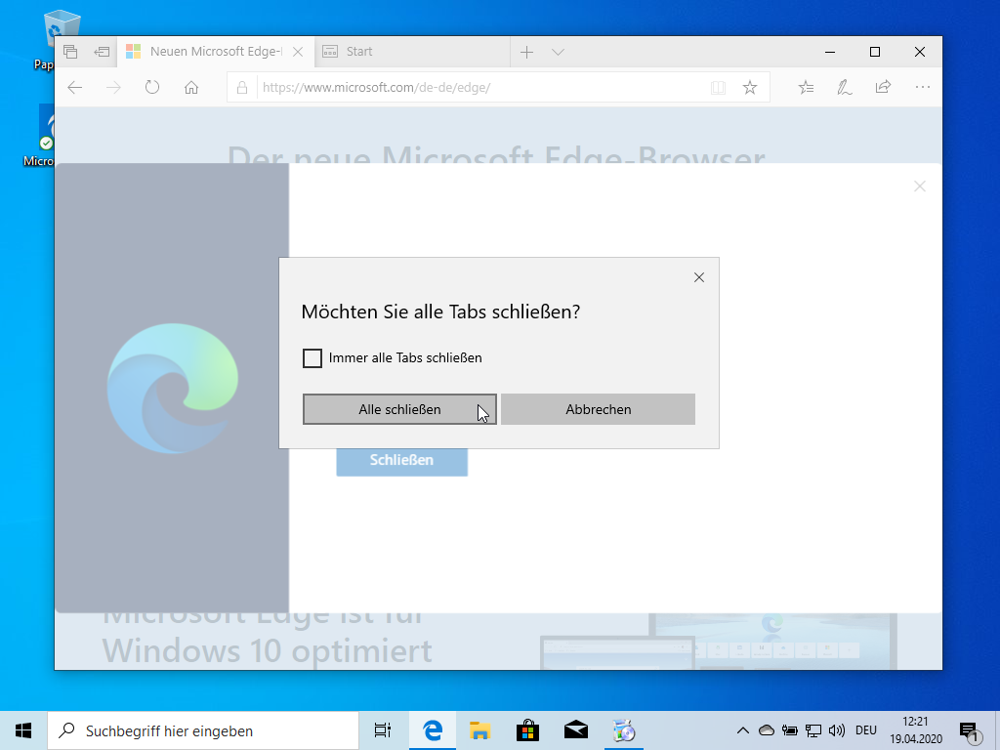 Pap
Micro
Neuen Microsoft Edge-
Start
https://www.microsoft.com/de-de/edge/
Der neue Microsoft Edge-Browser
Möchten Sie alle Tabs schließen?
Immer alle Tabs schließen
Alle schließen
Abbrechen
Schließen
Microsoft Edge ist für
Windows 10 optimiert
Suchbegriff hier eingeben
DEU
12:21
19.04.2020
1